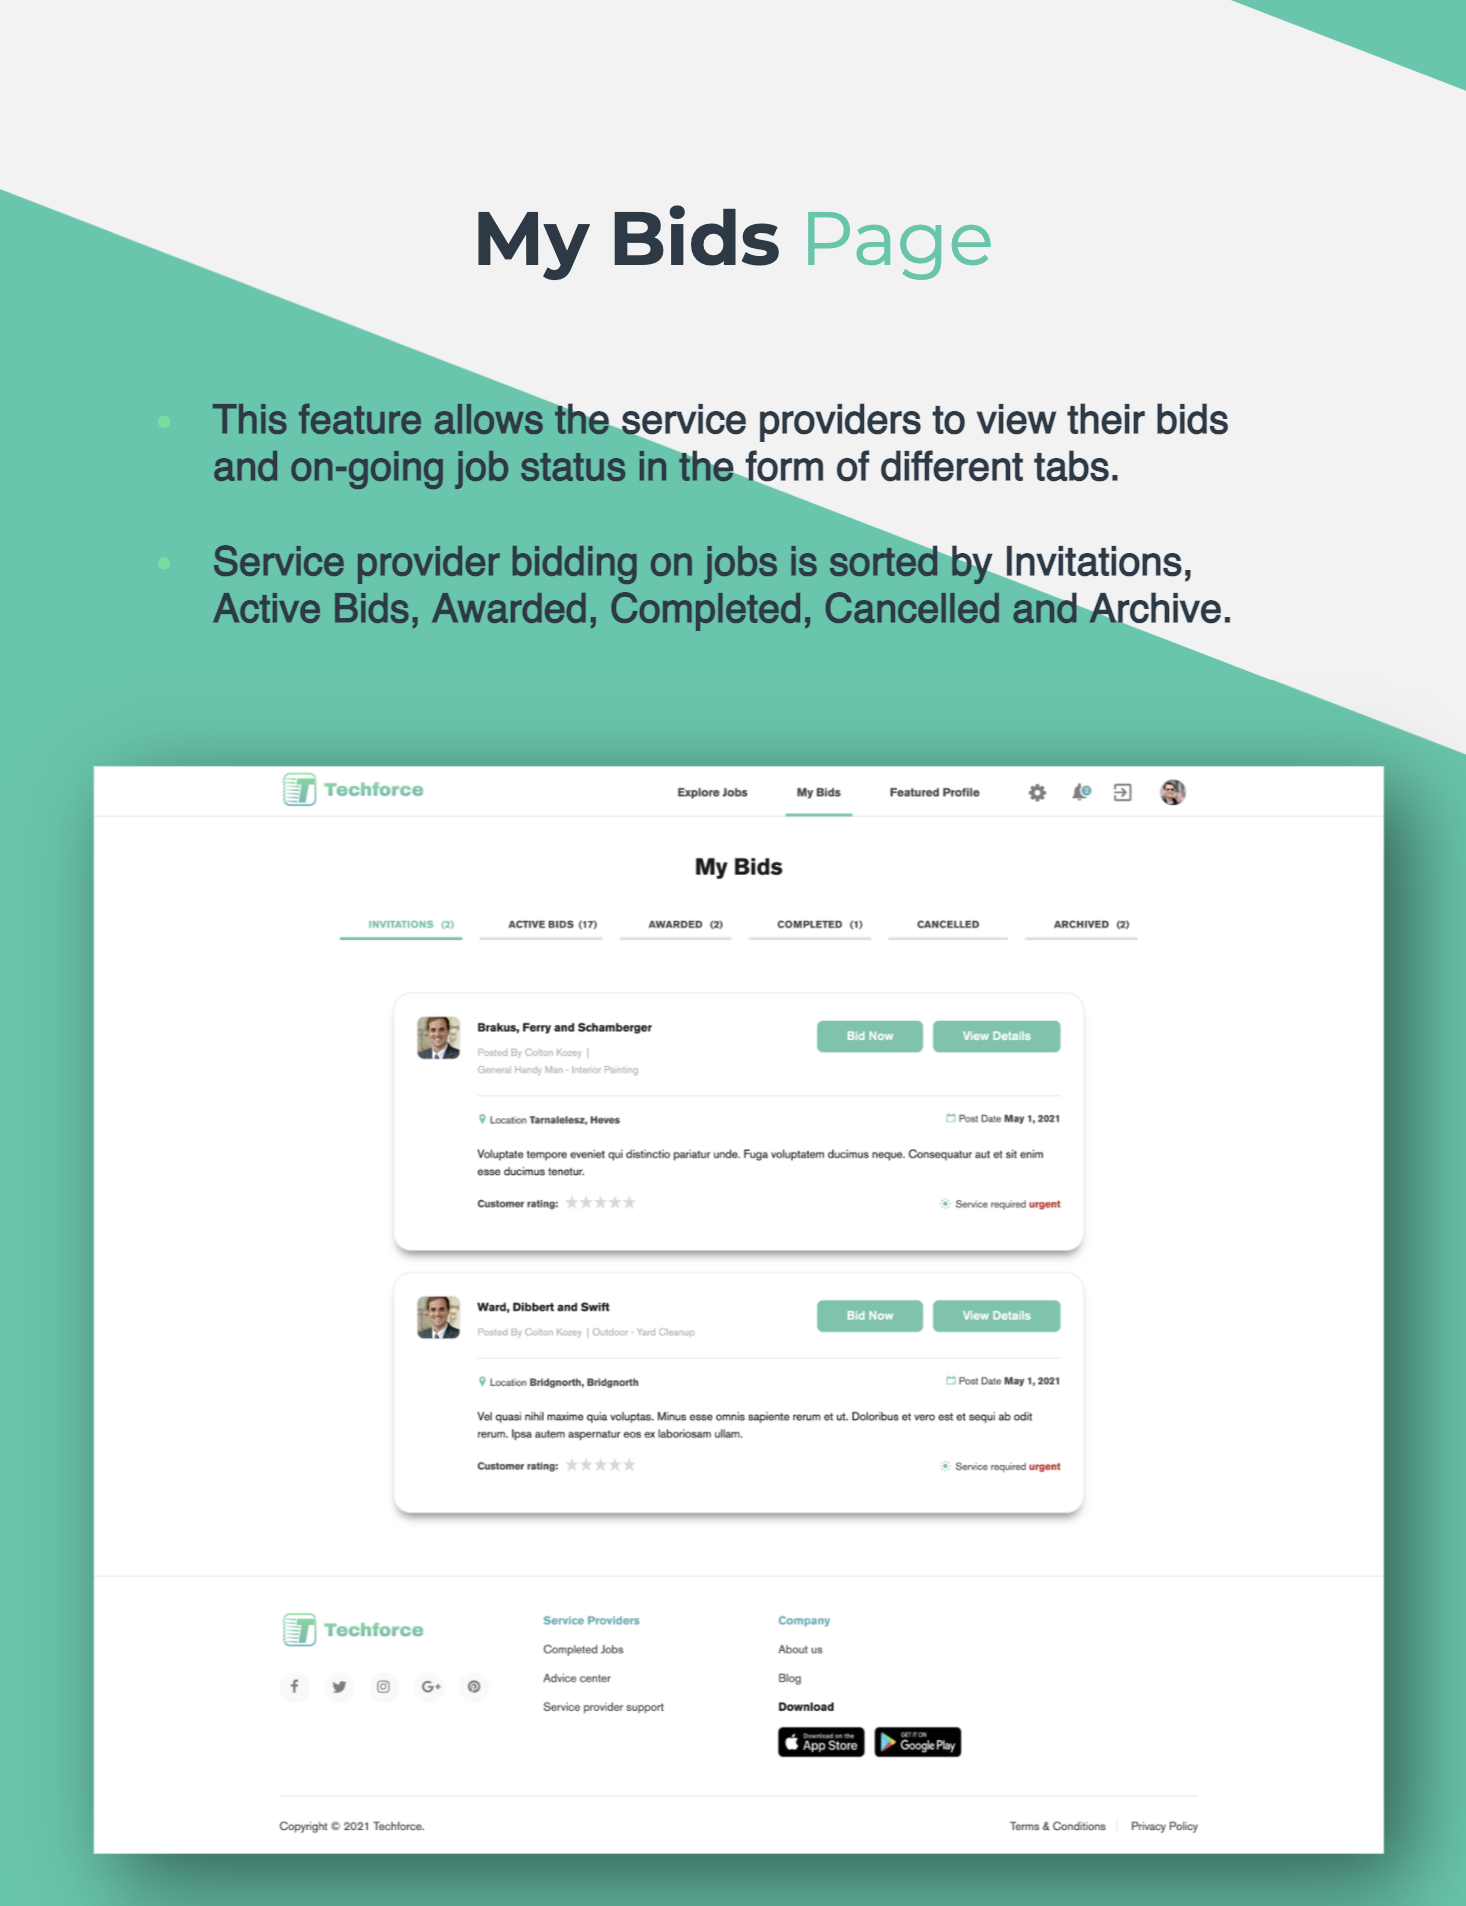 My Bids Page
This feature allows the service providers to view their bids
and on-going job status in the form of different tabs.
Service provider bidding on jobs is sorted by Invitations,
Active Bids, Awarded, Completed, Cancelled and Archive.
Techforce
Explore Jobs
My Bids
Featured Profile
My Bids
INVITATIONS (2)
ACTIVE BIDS (17)
AWARDED (2)
COMPLETED (1)
CANCELLED
ARCHIVED (2)
Brakus, Ferry and Schamberger
Bid Now
View Details
Posted By Colton Kozey |
General Handy Man - Interior Painting
Location Tarnalelesz, Heves
Post Date May 1, 2021
Voluptate tempore eveniet qui distinctio pariatur unde. Fuga voluptatem ducimus neque. Consequatur aut et sit enim
esse ducimus tenetur.
Customer rating:
Service required urgent
Ward, Dibbert and Swift
Bid Now
View Details
Posted By Colton Kozey | Outdoor - Yard Cleanup
Location Bridgnorth, Bridgnorth
Post Date May 1, 2021
Vel quasi nihil maxime quia voluptas. Minus esse omnis sapiente rerum et ut. Doloribus et vero est et sequi ab odit
rerum. Ipsa autem aspernatur eos ex laboriosam ullam.
Customer rating:
Service required urgent
Techforce
Service Providers
Completed Jobs
Advice center
Service provider support
Company
About us
Blog
Download
Download on the
App Store
GET IT ON
Google Play
Copyright © 2021 Techforce.
Terms & Conditions
Privacy Policy